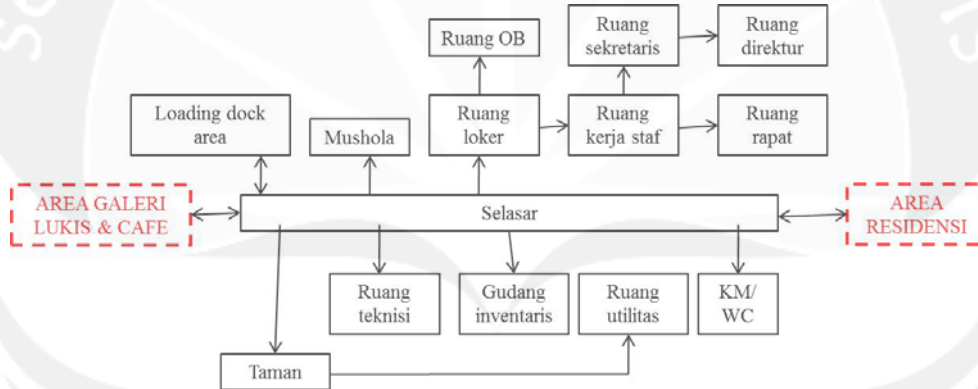 Ruang OB
Ruang
sekretaris
Ruang
direktur
Loading dock
area
Mushola
Ruang
loker
Ruang
kerja staf
Ruang
rapat
AREA GALERI
LUKIS & CAFE
Selasar
AREA
RESIDENSI
Ruang
teknisi
Gudang
inventaris
Ruang
utilitas
KM/
WC
Taman